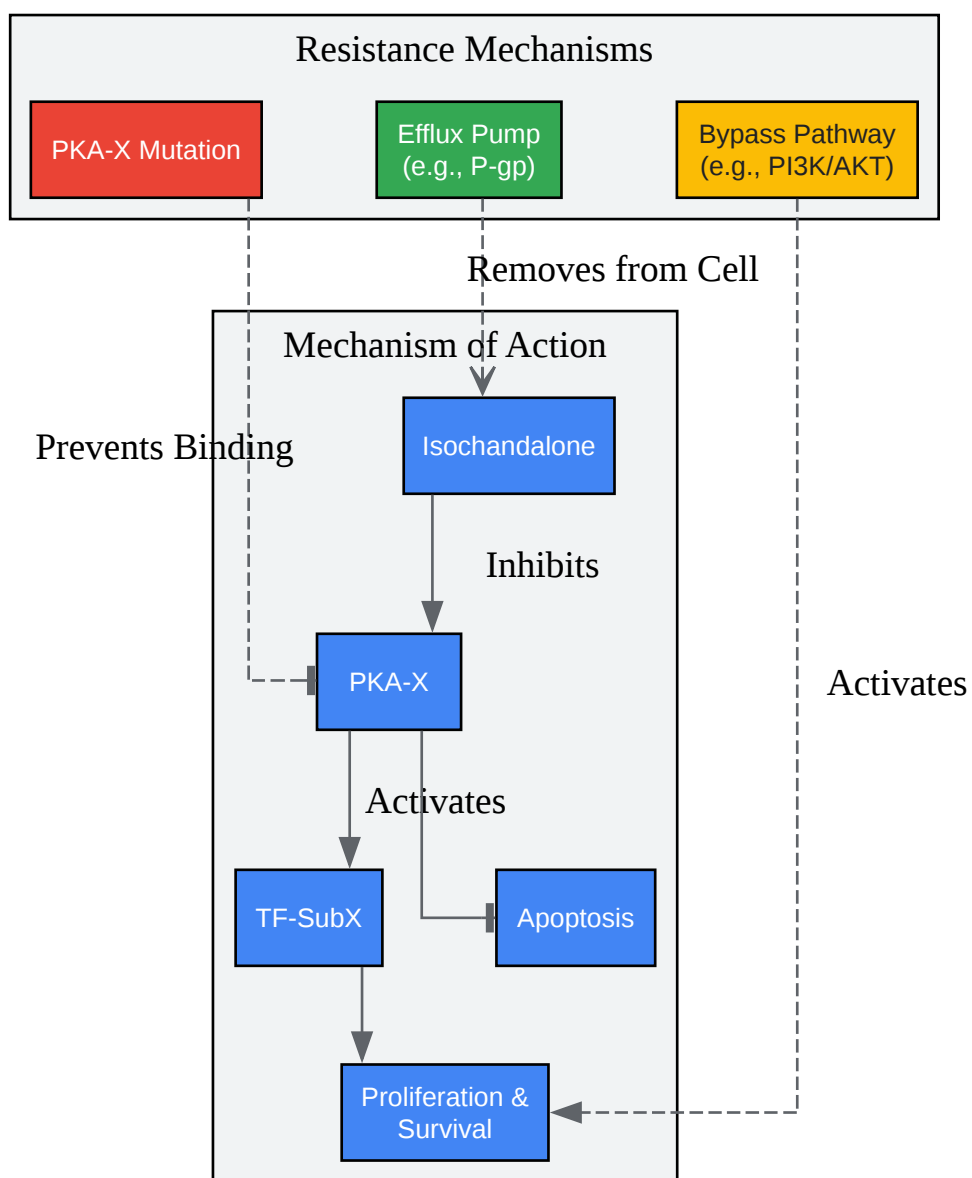 Resistance Mechanisms
PKA-X Mutation
Efflux Pump
(e.g., P-gp)
Bypass Pathway
(e.g., PI3K/AKT)
Removes from Cell
Mechanism of Action
Isochandalone
Prevents Binding
Inhibits
PKA-X
Activates
Activates
TF-SubX
Apoptosis
Proliferation &
Survival